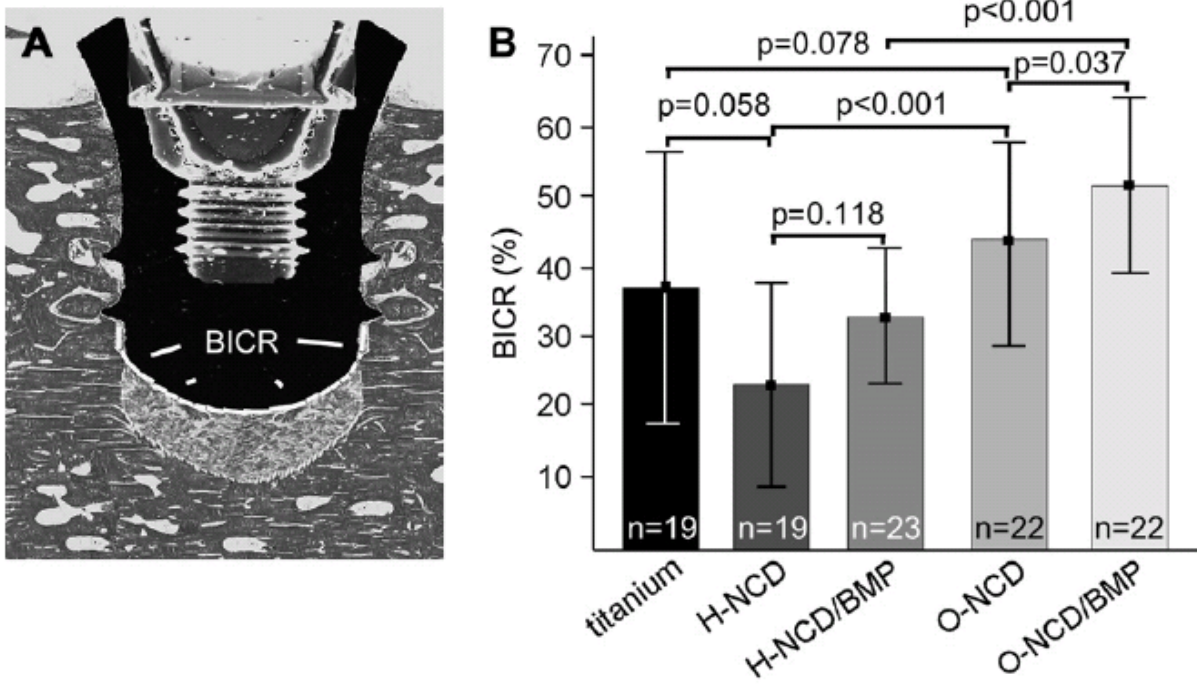 A
BICR
B
p<0.001
p=0.078
p=0.037
p=0.058
p<0.001
p=0.118
70
60
50
40
30
20
10
BICR (%)
n=19
n=19
n=23
n=22
n=22
titanium
H-NCD
H-NCD/BMP
O-NCD
O-NCD/BMP